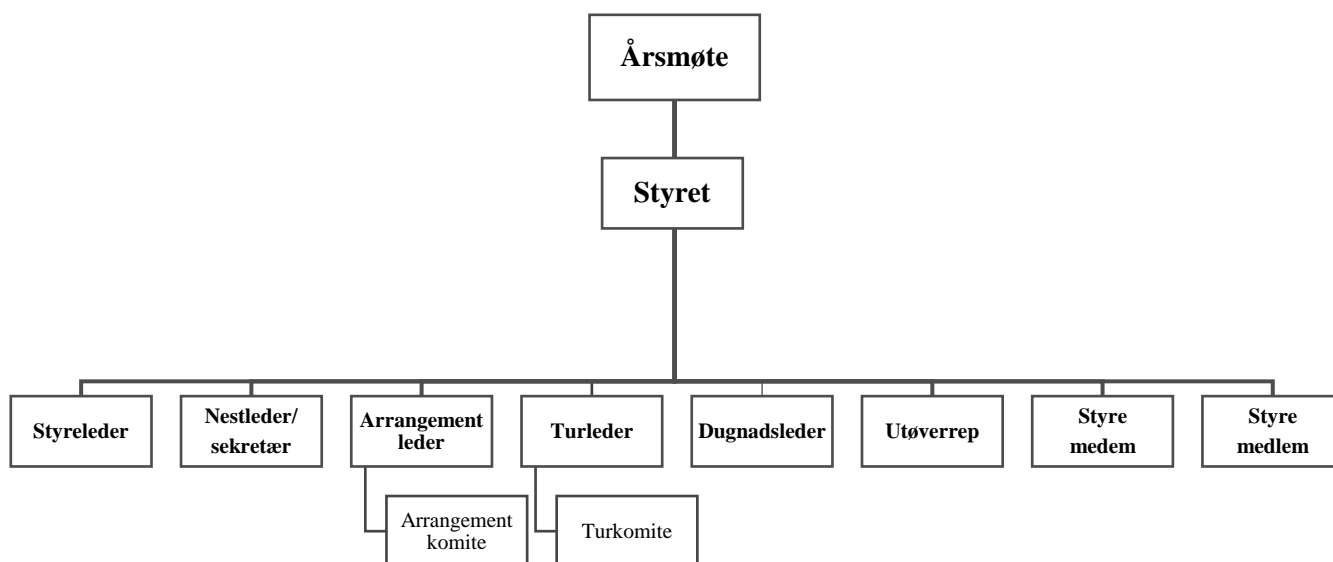 Årsmøte
Styret
Styreleder
Nestleder/
sekretær
Arrangement
leder
Turleder
Dugnadsleder
Utøverrep
Styre
medem
Styre
medlem
Arrangement
komite
Turkomite